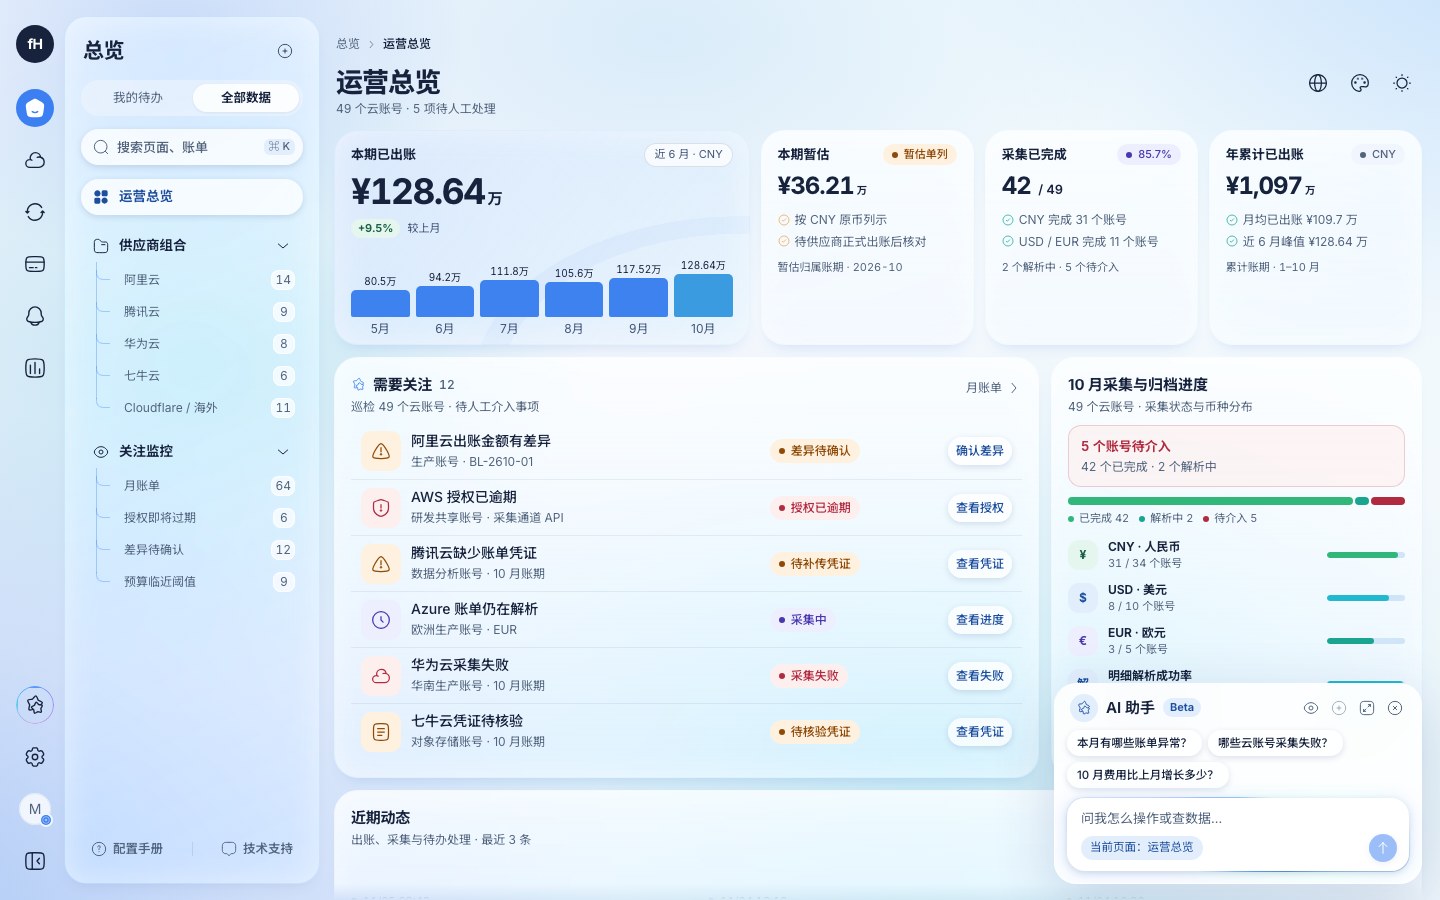 fH
总览
我的待办
全部数据
搜索页面、账单
⌘ K
运营总览
供应商组合
阿里云 14
腾讯云 9
华为云 8
七牛云 6
Cloudflare / 海外 11
关注监控
月账单 64
授权即将过期 6
差异待确认 12
预算临近阈值 9
M
配置手册
技术支持
总览 > 运营总览
运营总览
49 个云账号 · 5 项待人工处理
本期已出账
近 6 月 · CNY
¥128.64 万
+9.5% 较上月
80.5万 94.2万 111.8万 105.6万 117.52万 128.64万
5月 6月 7月 8月 9月 10月
本期暂估
暂估单列
¥36.21 万
按 CNY 原币列示
待供应商正式出账后核对
暂估归属账期 · 2026-10
采集已完成
85.7%
42 / 49
CNY 完成 31 个账号
USD / EUR 完成 11 个账号
2 个解析中 · 5 个待介入
年累计已出账
CNY
¥1,097 万
月均已出账 ¥109.7 万
近 6 月峰值 ¥128.64 万
累计账期 · 1–10 月
需要关注 12
月账单
巡检 49 个云账号 · 待人工介入事项
阿里云出账金额有差异
生产账号 · BL-2610-01
差异待确认
确认差异
AWS 授权已逾期
研发共享账号 · 采集通道 API
授权已逾期
查看授权
腾讯云缺少账单凭证
数据分析账号 · 10 月账期
待补传凭证
查看凭证
Azure 账单仍在解析
欧洲生产账号 · EUR
采集中
查看进度
华为云采集失败
华南生产账号 · 10 月账期
采集失败
查看失败
七牛云凭证待核验
对象存储账号 · 10 月账期
待核验凭证
查看凭证
近期动态
出账、采集与待办处理 · 最近 3 条
10 月采集与归档进度
49 个云账号 · 采集状态与币种分布
5 个账号待介入
42 个已完成 · 2 个解析中
已完成 42 解析中 2 待介入 5
¥
CNY · 人民币
31 / 34 个账号
$
USD · 美元
8 / 10 个账号
€
EUR · 欧元
3 / 5 个账号
明细解析成功率
AI 助手 Beta
本月有哪些账单异常？
哪些云账号采集失败？
10 月费用比上月增长多少？
问我怎么操作或查数据...
当前页面：运营总览